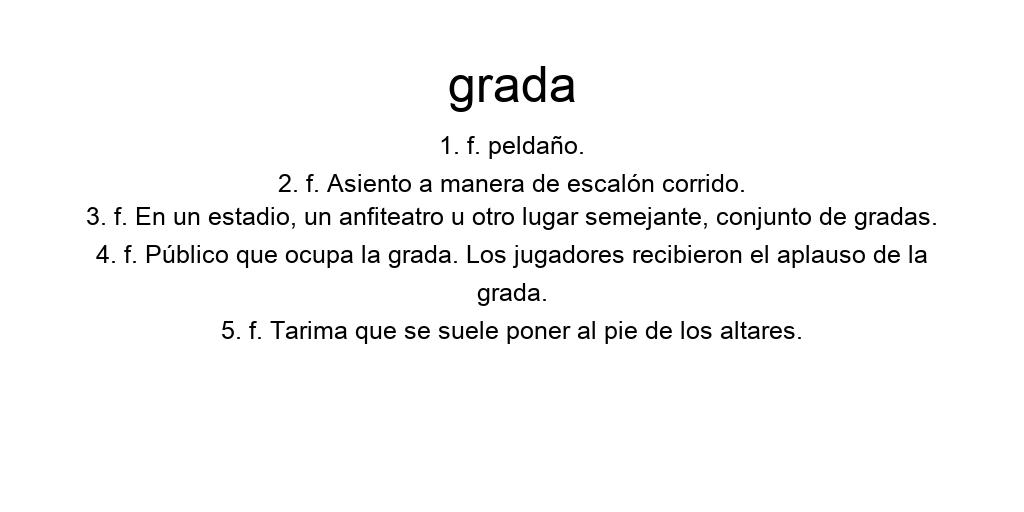 grada
1. f. peldaño.
2. f. Asiento a manera de escalón corrido.
3. f. En un estadio, un anfiteatro u otro lugar semejante, conjunto de gradas.
4. f. Público que ocupa la grada. Los jugadores recibieron el aplauso de la
grada.
5. f. Tarima que se suele poner al pie de los altares.